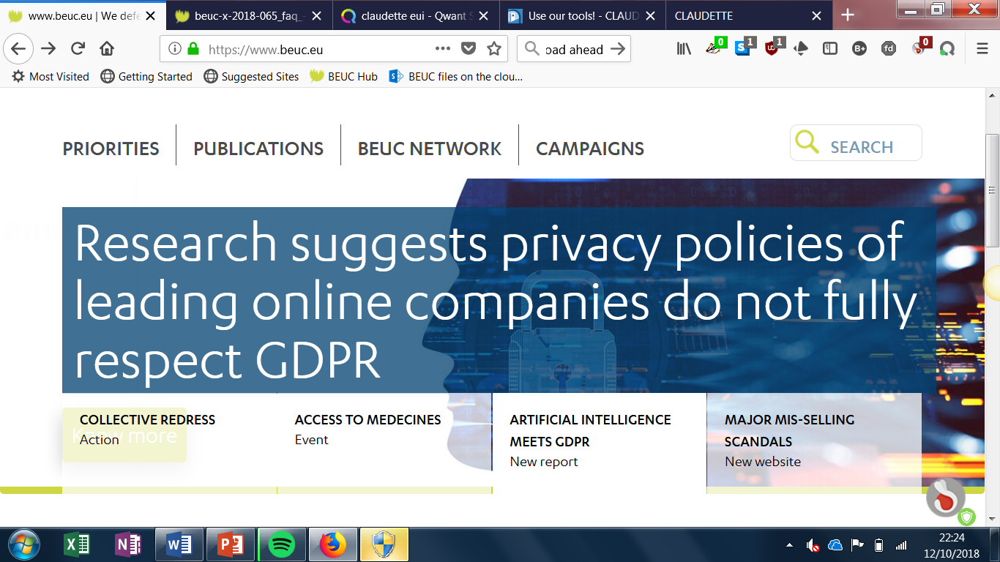 www.beuc.eu | We defe
beuc-x-2018-065_faq_
claudette eui - Qwant S
Use our tools! - CLAUD
CLAUDETTE
https://www.beuc.eu
oad ahead
0
1
1
B+
fd
0
Most Visited
Getting Started
Suggested Sites
BEUC Hub
BEUC files on the clou...
PRIORITIES
PUBLICATIONS
BEUC NETWORK
CAMPAIGNS
SEARCH
Research suggests privacy policies of
leading online companies do not fully
respect GDPR
Know more
COLLECTIVE REDRESS
Action
ACCESS TO MEDECINES
Event
ARTIFICIAL INTELLIGENCE
MEETS GDPR
New report
MAJOR MIS-SELLING
SCANDALS
New website
22:24
12/10/2018